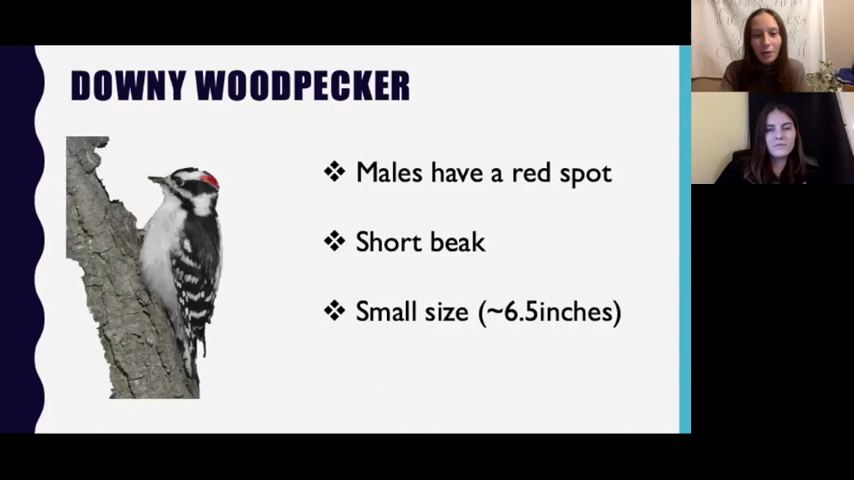 DOWNY WOODPECKER
❖ Males have a red spot
❖ Short beak
❖ Small size (~6.5inches)